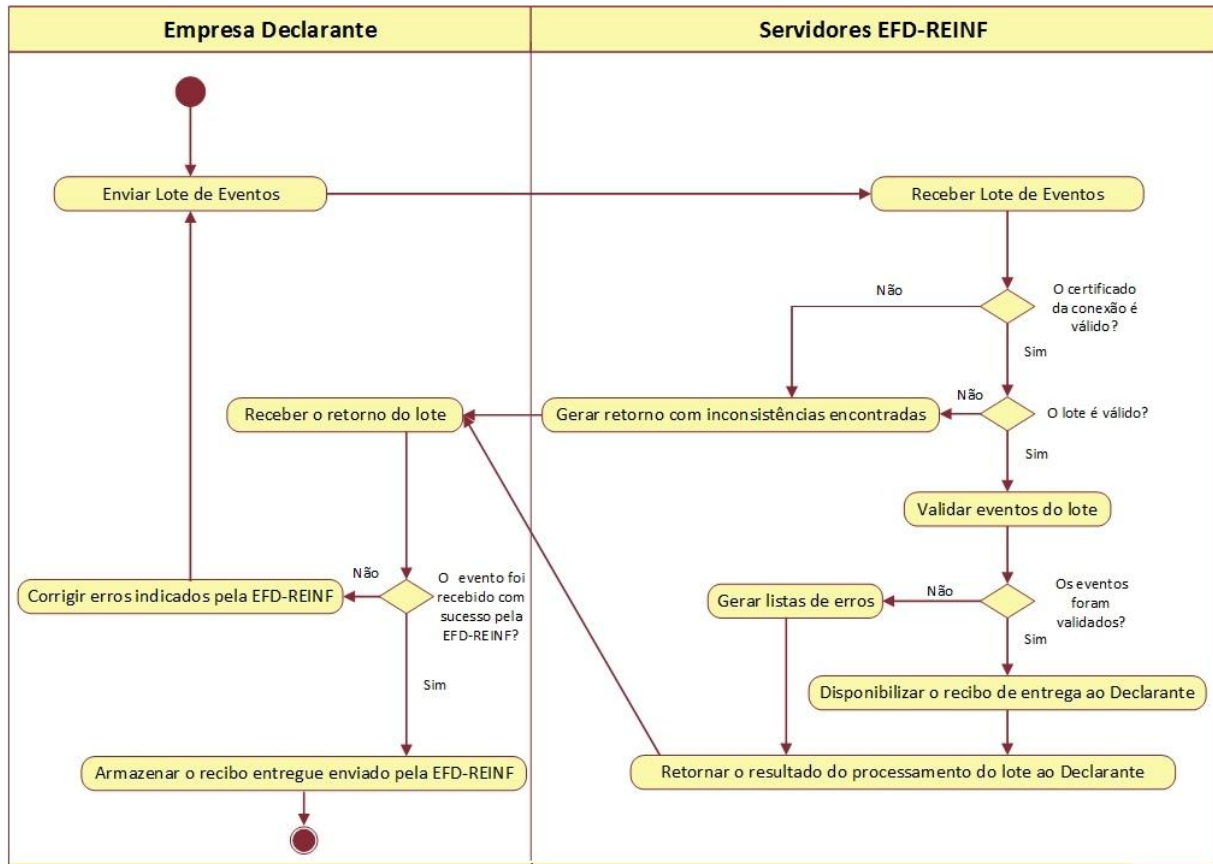 Empresa Declarante
Servidores EFD-REINF
Enviar Lote de Eventos
Receber Lote de Eventos
Não
O certificado
da conexão é
válido?
Sim
Receber o retorno do lote
Gerar retorno com inconsistências encontradas
Não
O lote é válido?
Sim
Validar eventos do lote
Corrigir erros indicados pela EFD-REINF
Não
O evento foi
recebido com
sucesso pela
EFD-REINF?
Gerar listas de erros
Não
Os eventos
foram
validados?
Sim
Sim
Disponibilizar o recibo de entrega ao Declarante
Armazenar o recibo entregue enviado pela EFD-REINF
Retornar o resultado do processamento do lote ao Declarante